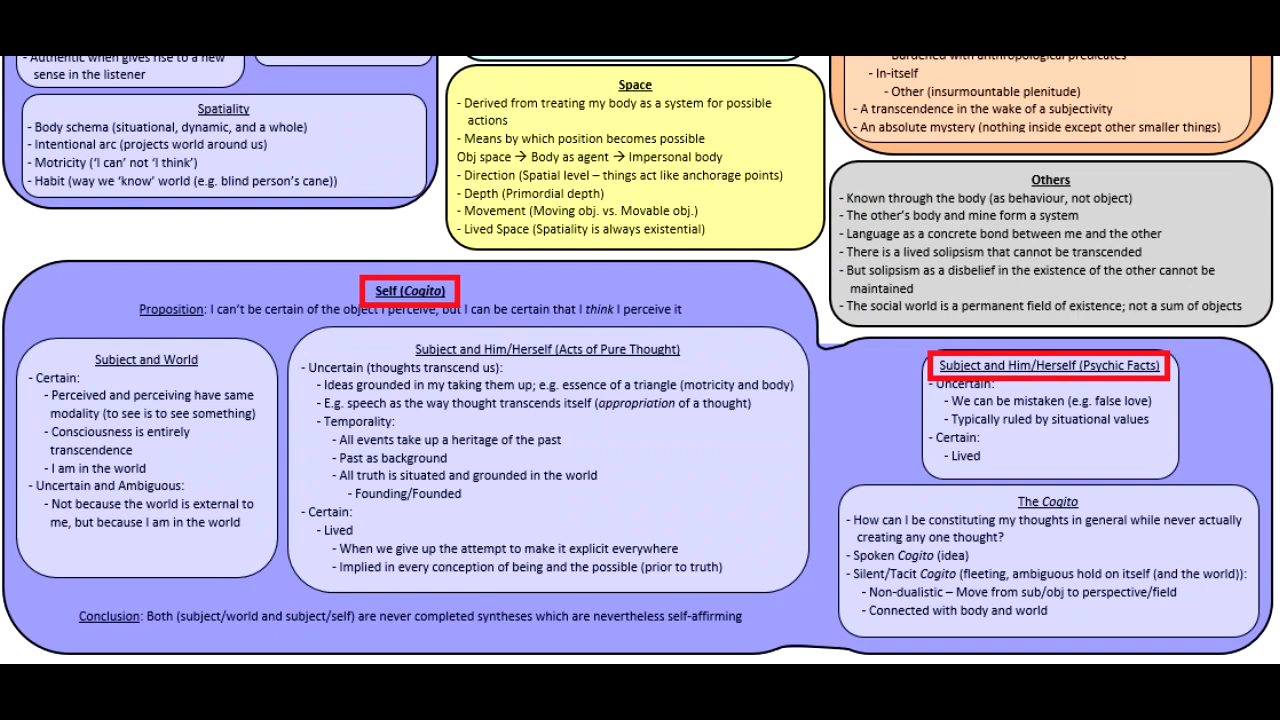 - Authentic when gives rise to a new
sense in the listener
Spatiality
- Body schema (situational, dynamic, and a whole)
- Intentional arc (projects world around us)
- Motricity ('I can' not 'I think')
- Habit (way we 'know' world (e.g. blind person's cane))
Space
- Derived from treating my body as a system for possible
actions
- Means by which position becomes possible
Obj space → Body as agent → Impersonal body
- Direction (Spatial level – things act like anchorage points)
- Depth (Primordial depth)
- Movement (Moving obj. vs. Movable obj.)
- Lived Space (Spatiality is always existential)
- Burdened with anthropological predicates
- In-itself
- Other (insurmountable plenitude)
- A transcendence in the wake of a subjectivity
- An absolute mystery (nothing inside except other smaller things)
Others
- Known through the body (as behaviour, not object)
- The other's body and mine form a system
- Language as a concrete bond between me and the other
- There is a lived solipsism that cannot be transcended
- But solipsism as a disbelief in the existence of the other cannot be
maintained
- The social world is a permanent field of existence; not a sum of objects
Self (Cogito)
Proposition: I can't be certain of the object I perceive, but I can be certain that I think I perceive it
Subject and World
- Certain:
- Perceived and perceiving have same
modality (to see is to see something)
- Consciousness is entirely
transcendence
- I am in the world
- Uncertain and Ambiguous:
- Not because the world is external to
me, but because I am in the world
Subject and Him/Herself (Acts of Pure Thought)
- Uncertain (thoughts transcend us):
- Ideas grounded in my taking them up; e.g. essence of a triangle (motricity and body)
- E.g. speech as the way thought transcends itself (appropriation of a thought)
- Temporality:
- All events take up a heritage of the past
- Past as background
- All truth is situated and grounded in the world
- Founding/Founded
- Certain:
- Lived
- When we give up the attempt to make it explicit everywhere
- Implied in every conception of being and the possible (prior to truth)
Subject and Him/Herself (Psychic Facts)
- Uncertain:
- We can be mistaken (e.g. false love)
- Typically ruled by situational values
- Certain:
- Lived
The Cogito
- How can I be constituting my thoughts in general while never actually
creating any one thought?
- Spoken Cogito (idea)
- Silent/Tacit Cogito (fleeting, ambiguous hold on itself (and the world)):
- Non-dualistic – Move from sub/obj to perspective/field
- Connected with body and world
Conclusion: Both (subject/world and subject/self) are never completed syntheses which are nevertheless self-affirming